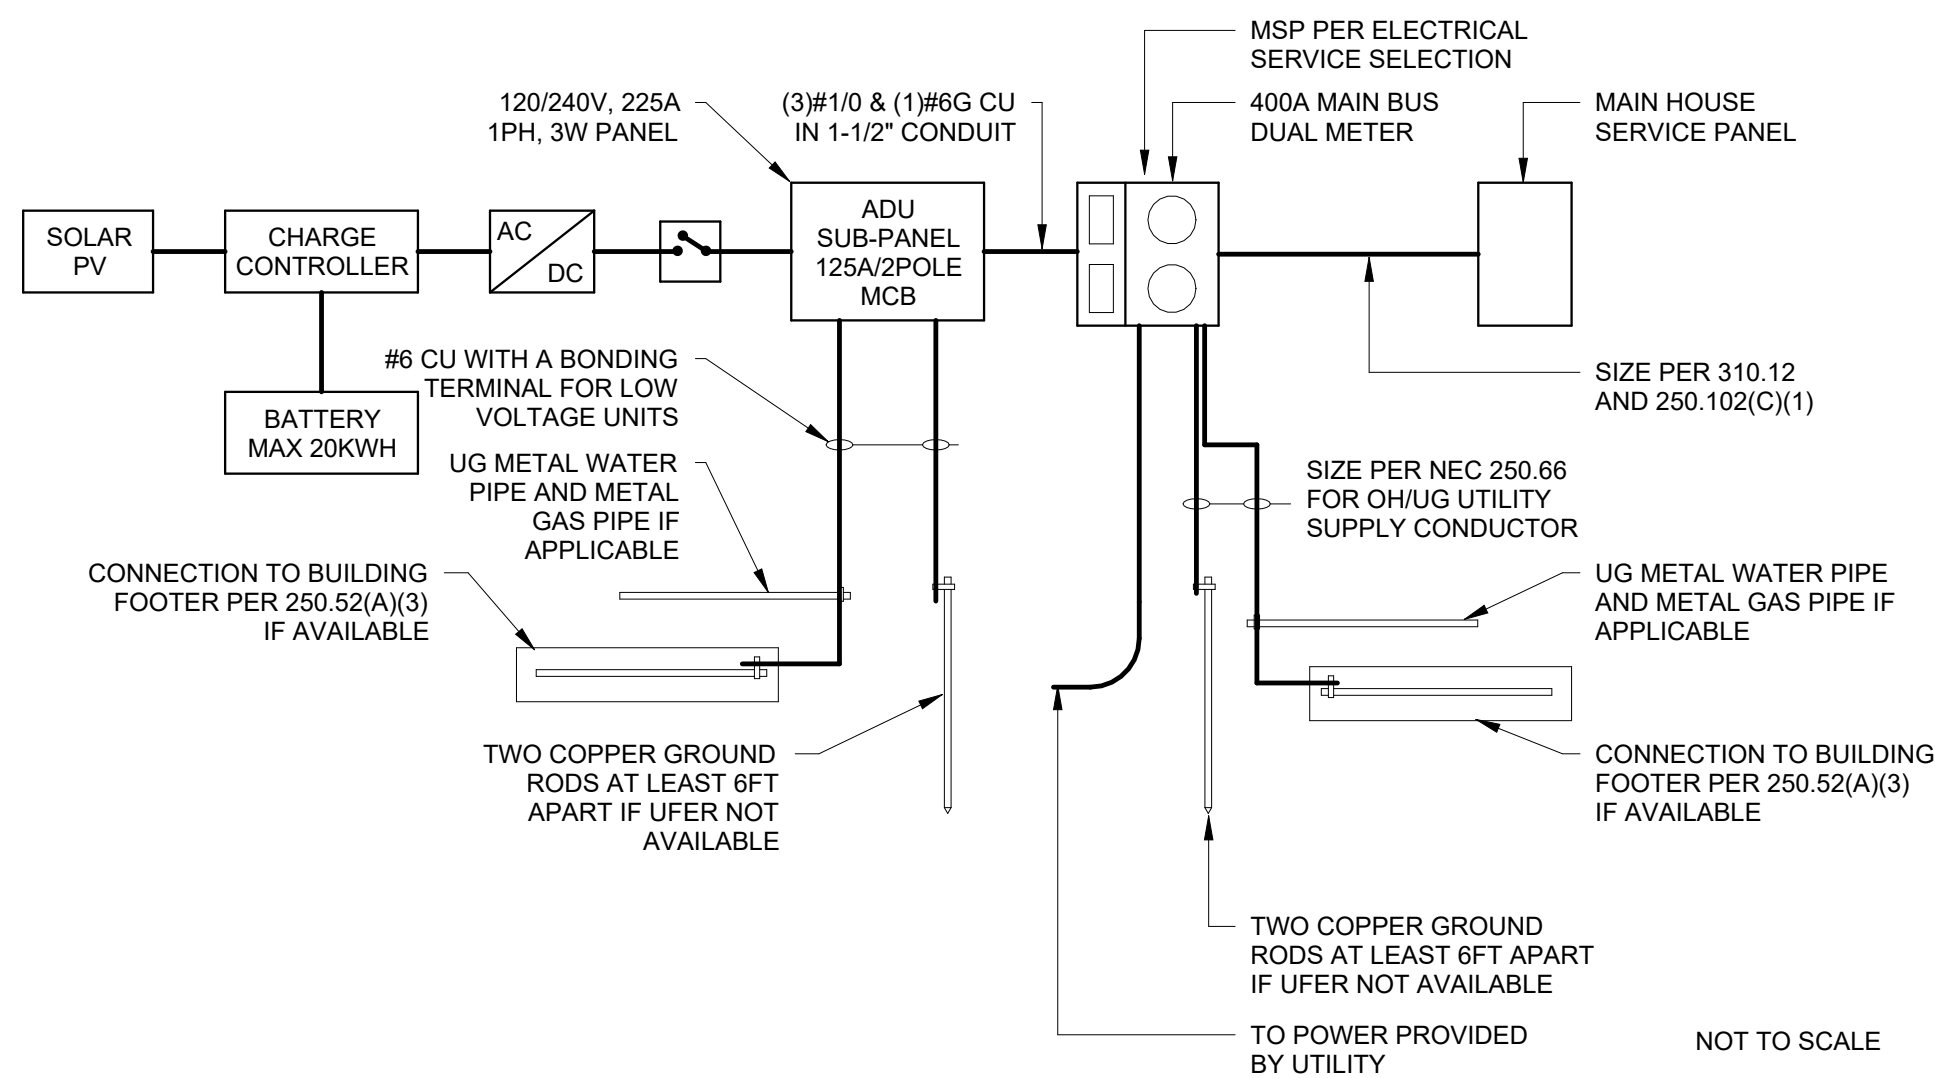 MSP PER ELECTRICAL
SERVICE SELECTION
120/240V, 225A
1PH, 3W PANEL
(3)#1/0 & (1)#6G CU
IN 1-1/2" CONDUIT
400A MAIN BUS
DUAL METER
MAIN HOUSE
SERVICE PANEL
SOLAR
PV
CHARGE
CONTROLLER
AC
DC
ADU
SUB-PANEL
125A/2POLE
MCB
BATTERY
MAX 20KWH
#6 CU WITH A BONDING
TERMINAL FOR LOW
VOLTAGE UNITS
SIZE PER 310.12
AND 250.102(C)(1)
UG METAL WATER
PIPE AND METAL
GAS PIPE IF
APPLICABLE
SIZE PER NEC 250.66
FOR OH/UG UTILITY
SUPPLY CONDUCTOR
CONNECTION TO BUILDING
FOOTER PER 250.52(A)(3)
IF AVAILABLE
UG METAL WATER PIPE
AND METAL GAS PIPE IF
APPLICABLE
TWO COPPER GROUND
RODS AT LEAST 6FT
APART IF UFER NOT
AVAILABLE
CONNECTION TO BUILDING
FOOTER PER 250.52(A)(3)
IF AVAILABLE
TWO COPPER GROUND
RODS AT LEAST 6FT APART
IF UFER NOT AVAILABLE
TO POWER PROVIDED
BY UTILITY
NOT TO SCALE